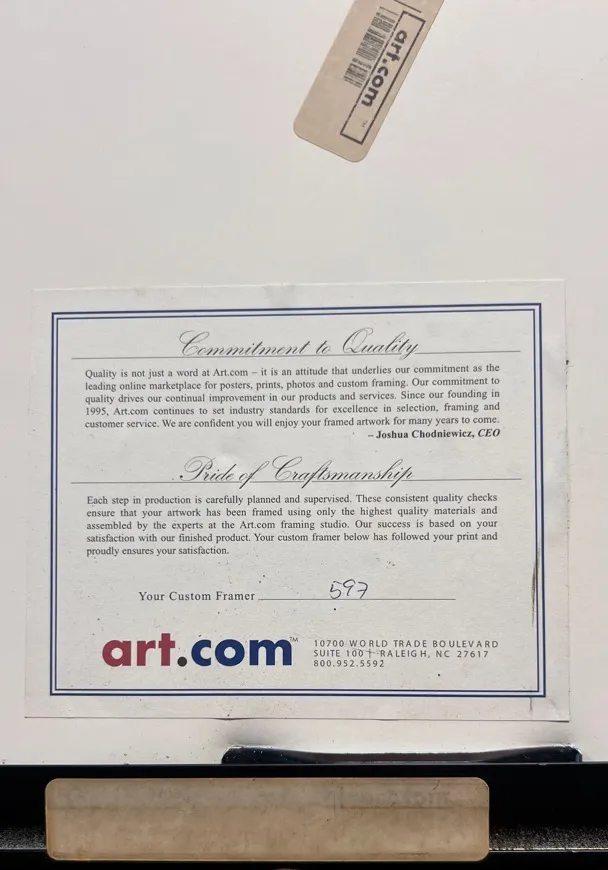 art.com
Commitment to Quality
Quality is not just a word at Art.com – it is an attitude that underlies our commitment as the
leading online marketplace for posters, prints, photos and custom framing. Our commitment to
quality drives our continual improvement in our products and services. Since our founding in
1995, Art.com continues to set industry standards for excellence in selection, framing and
customer service. We are confident you will enjoy your framed artwork for many years to come.
– Joshua Chodniewicz, CEO
Pride of Craftsmanship
Each step in production is carefully planned and supervised. These consistent quality checks
ensure that your artwork has been framed using only the highest quality materials and
assembled by the experts at the Art.com framing studio. Our success is based on your
satisfaction with our finished product. Your custom framer below has followed your print and
proudly ensures your satisfaction.
Your Custom Framer 597
art.com™
10700 WORLD TRADE BOULEVARD
SUITE 100 | RALEIGH, NC 27617
800.952.5592